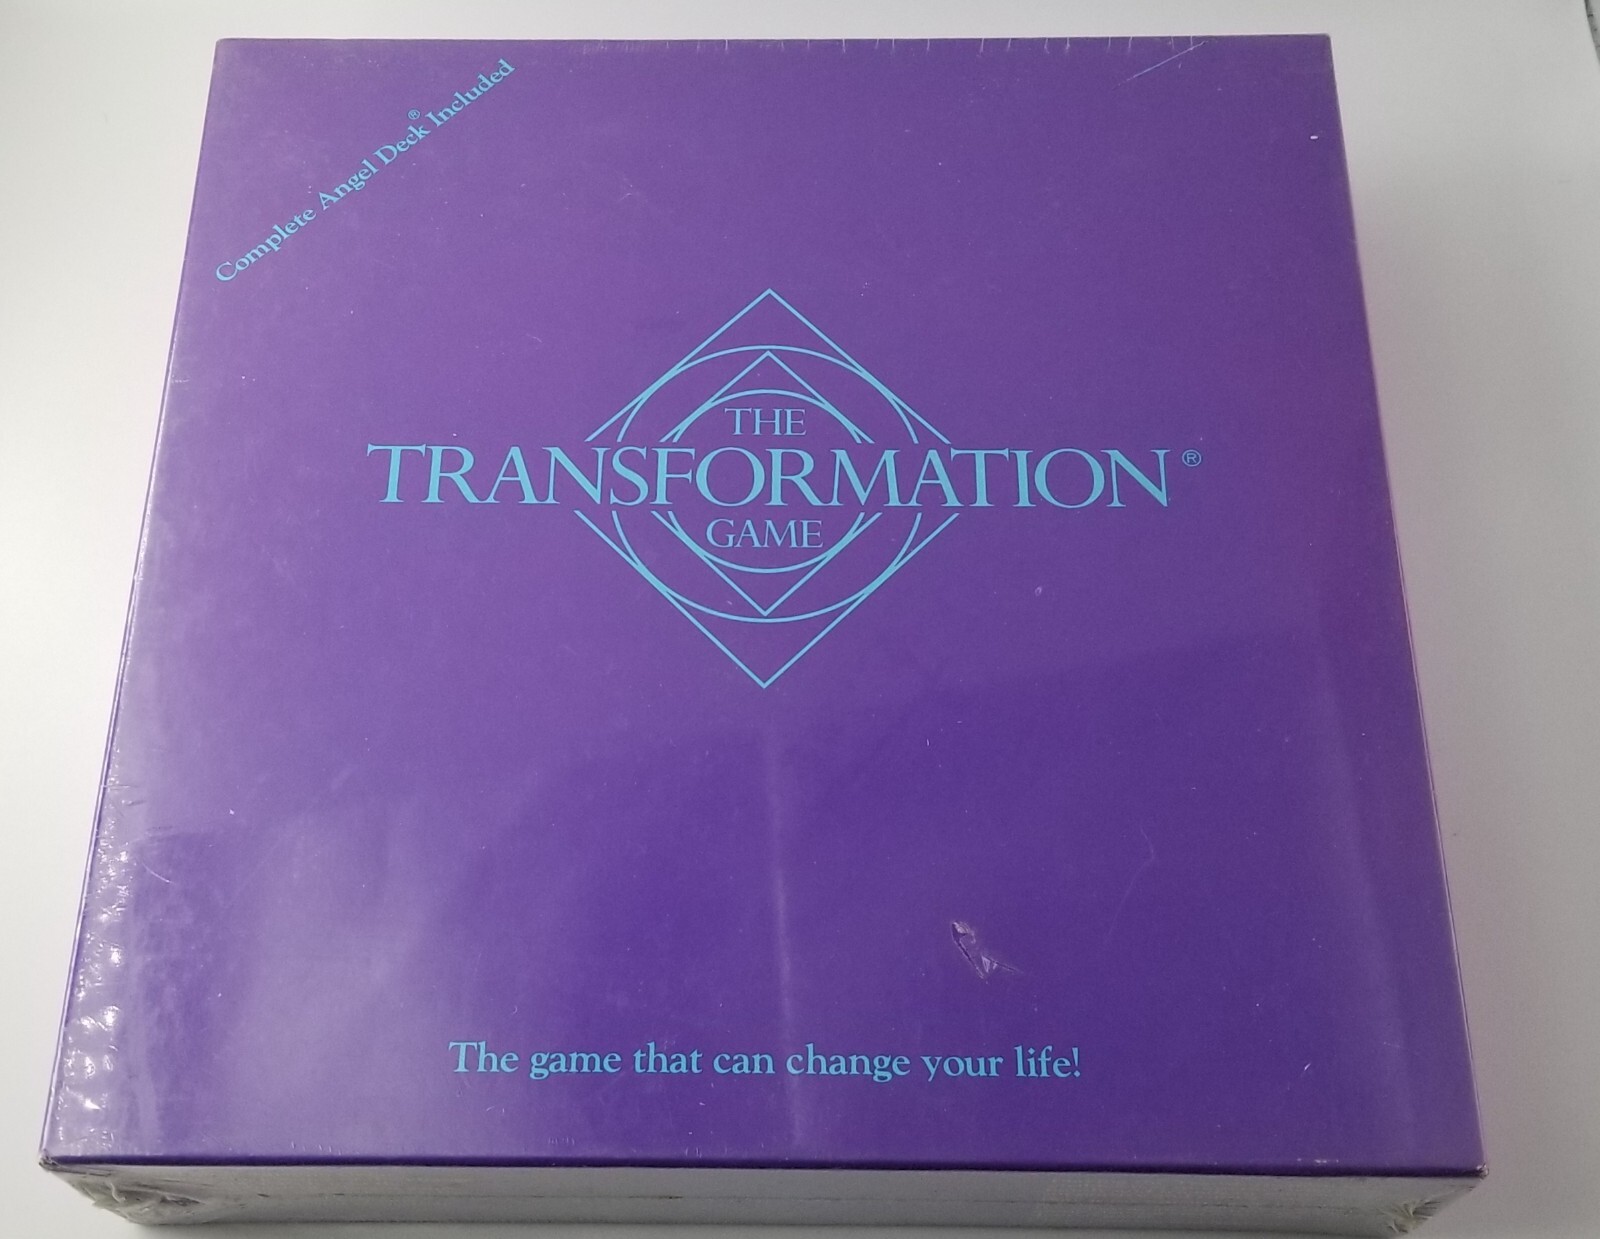 Complete Angel Deck® Included
THE
TRANSFORMATION®
GAME
The game that can change your life!